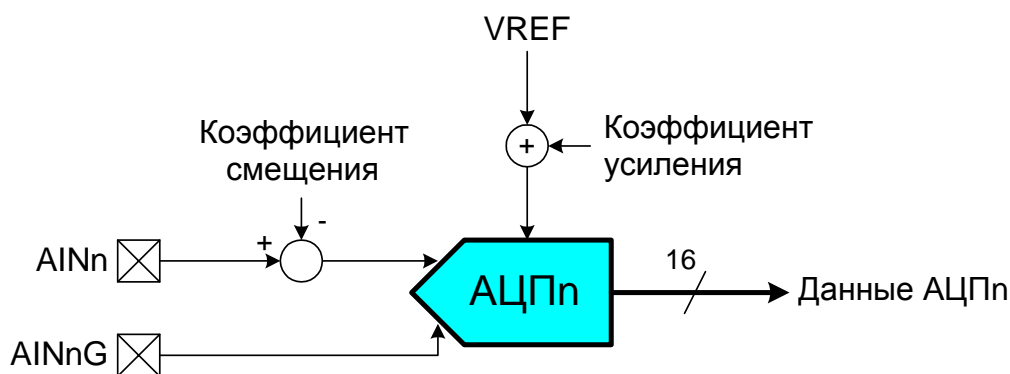 VREF
Коэффициент
смещения
+
Коэффициент
усиления
-
+
AINn
АЦПn
16
Данные АЦПn
AINnG